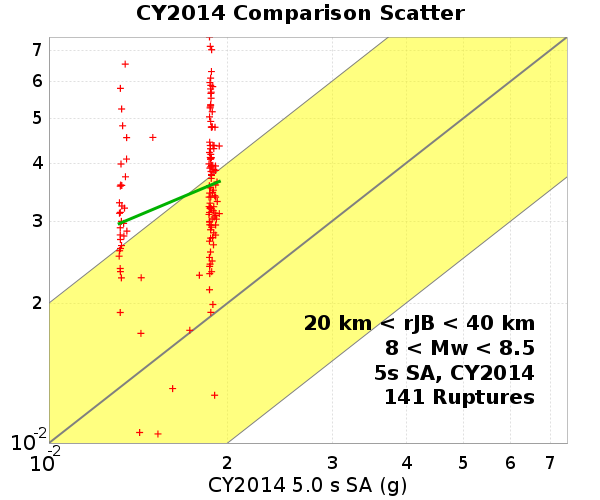 CY2014 Comparison Scatter
7
6
5
4
3
2
10-2
20 km < rJB < 40 km
8 < Mw < 8.5
5s SA, CY2014
141 Ruptures
10-2 2 3 4 5 6 7
CY2014 5.0 s SA (g)